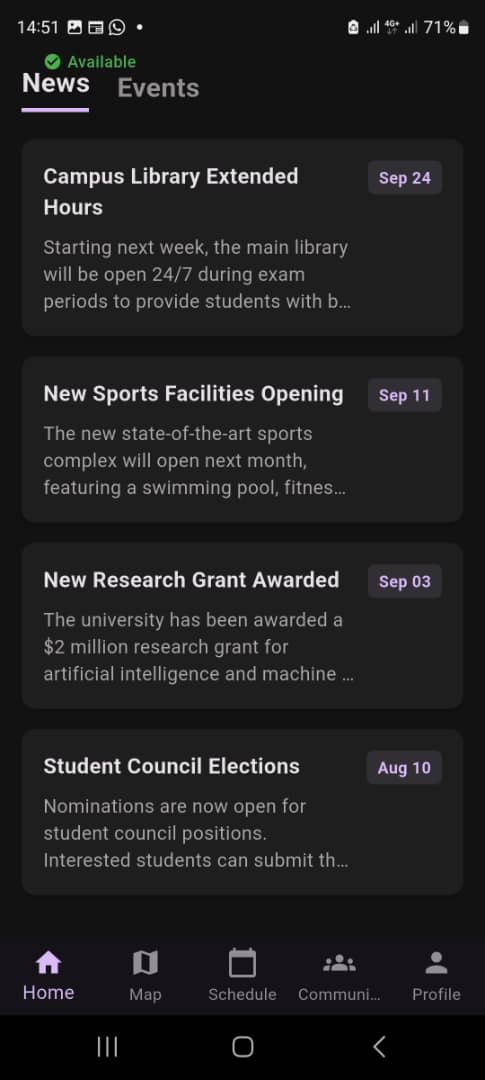 14:51 4G+ 71%
Available
News Events
Campus Library Extended Sep 24
Hours
Starting next week, the main library
will be open 24/7 during exam
periods to provide students with b…
New Sports Facilities Opening Sep 11
The new state-of-the-art sports
complex will open next month,
featuring a swimming pool, fitnes…
New Research Grant Awarded Sep 03
The university has been awarded a
$2 million research grant for
artificial intelligence and machine …
Student Council Elections Aug 10
Nominations are now open for
student council positions.
Interested students can submit th…
Home Map Schedule Communi… Profile